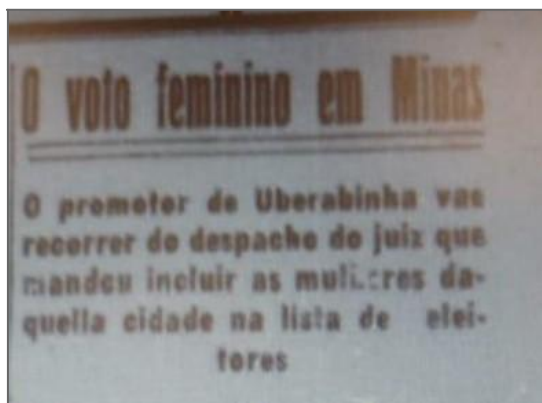 O voto feminino em Minas
O promotor de Uberabinha vae
recorrer do despacho do juiz que
mandou incluir as mulheres da-
quella cidade na lista de elei-
tores